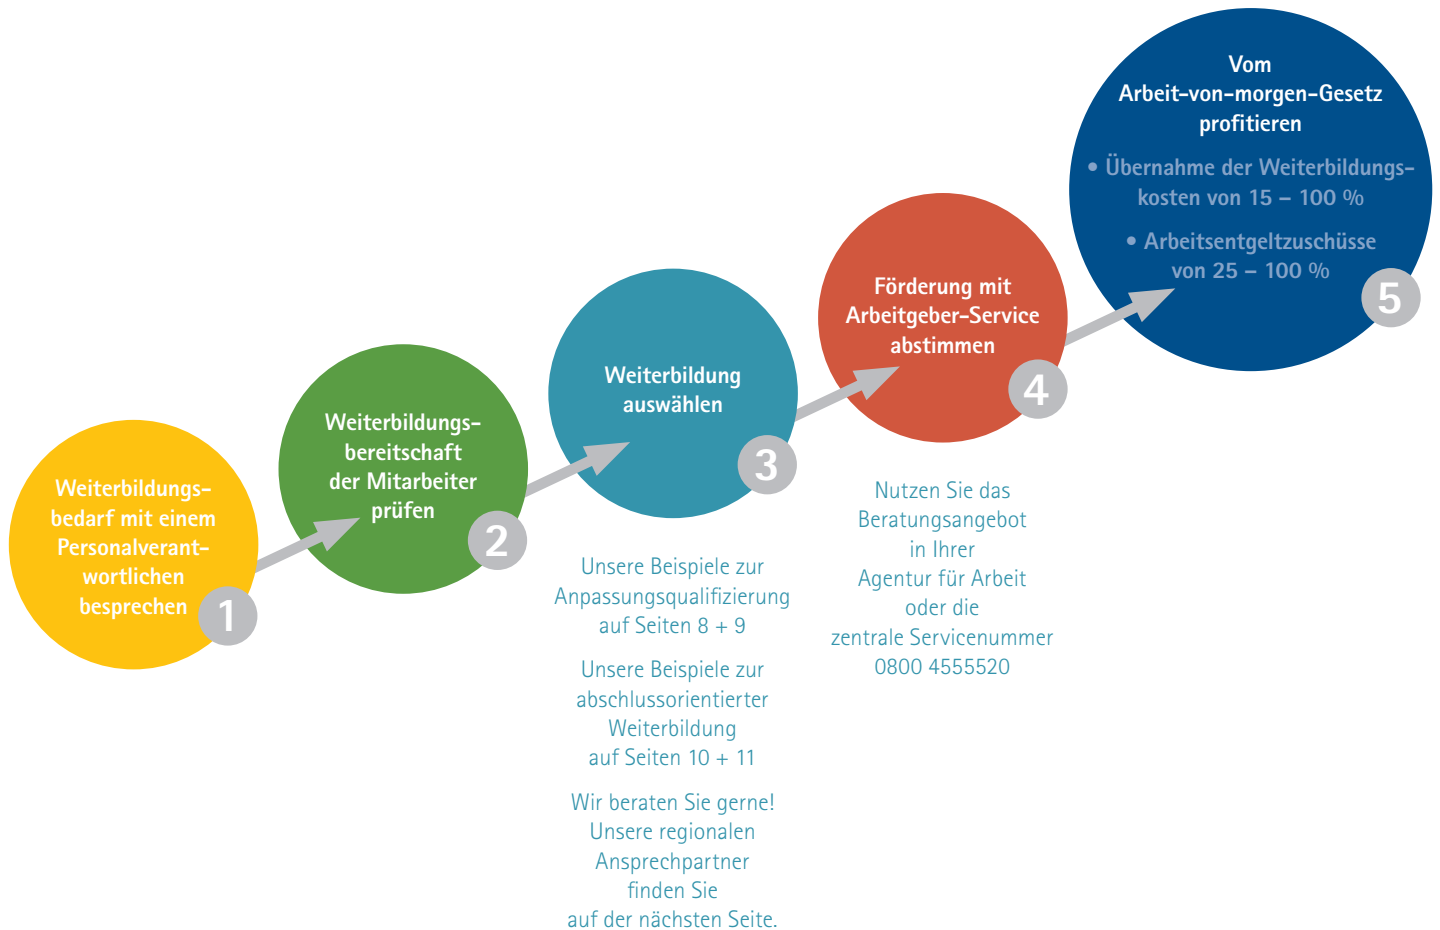 Weiterbildungs-
bedarf mit einem
Personalverant-
wortlichen
besprechen
1
Weiterbildungs-
bereitschaft
der Mitarbeiter
prüfen
2
Weiterbildung
auswählen
3
Unsere Beispiele zur
Anpassungsqualifizierung
auf Seiten 8 + 9
Unsere Beispiele zur
abschlussorientierter
Weiterbildung
auf Seiten 10 + 11
Wir beraten Sie gerne!
Unsere regionalen
Ansprechpartner
finden Sie
auf der nächsten Seite.
Förderung mit
Arbeitgeber-Service
abstimmen
4
Nutzen Sie das
Beratungsangebot
in Ihrer
Agentur für Arbeit
oder die
zentrale Servicenummer
0800 4555520
Vom
Arbeit-von-morgen-Gesetz
profitieren
• Übernahme der Weiterbildungs-
kosten von 15 – 100 %
• Arbeitsentgeltzuschüsse
von 25 – 100 %
5